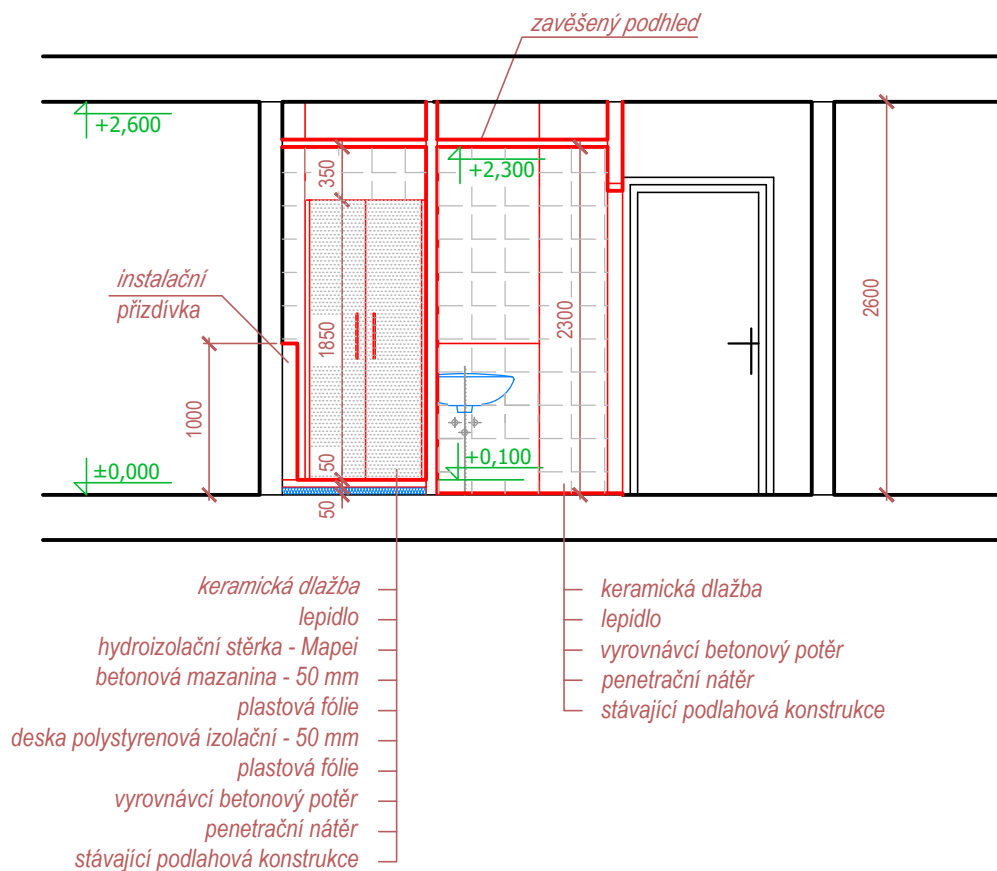 zavěšený podhled
+2,600
+2,300
350
instalační
přizdívka
1850
2300
2600
1000
±0,000
50
+0,100
50
keramická dlažba
lepidlo
hydroizolační stěrka - Mapei
betonová mazanina - 50 mm
plastová fólie
deska polystyrenová izolační - 50 mm
plastová fólie
vyrovnávcí betonový potěr
penetrační nátěr
stávající podlahová konstrukce
keramická dlažba
lepidlo
vyrovnávcí betonový potěr
penetrační nátěr
stávající podlahová konstrukce